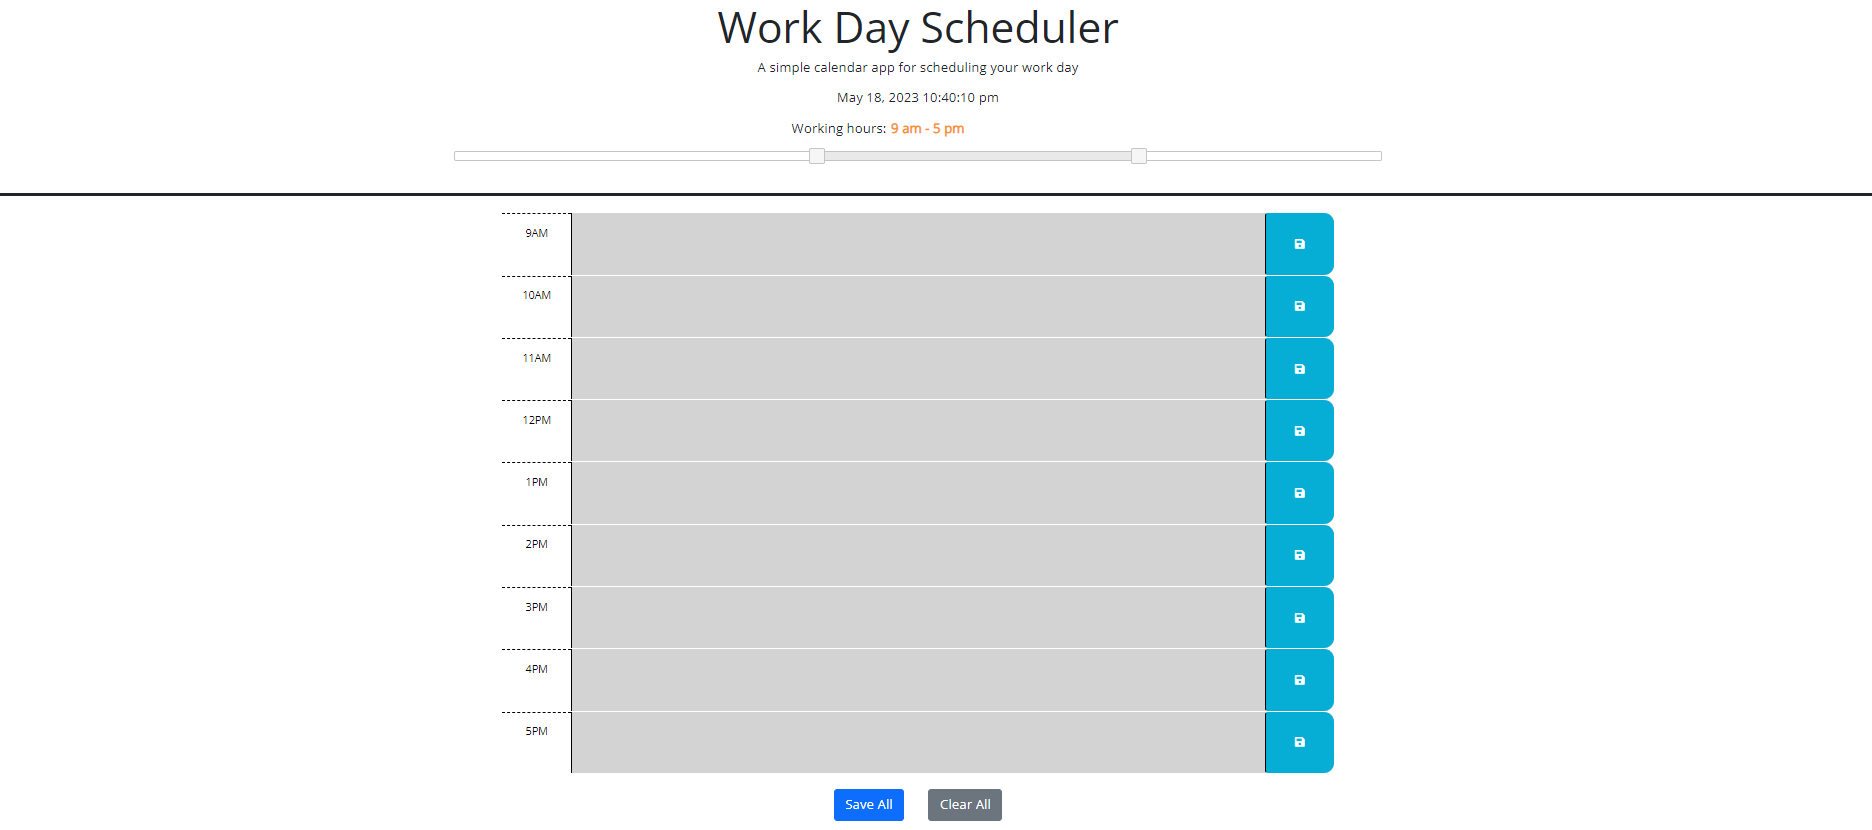 Work Day Scheduler
A simple calendar app for scheduling your work day
May 18, 2023 10:40:10 pm
Working hours: 9 am - 5 pm
9AM
10AM
11AM
12PM
1PM
2PM
3PM
4PM
5PM
Save All Clear All